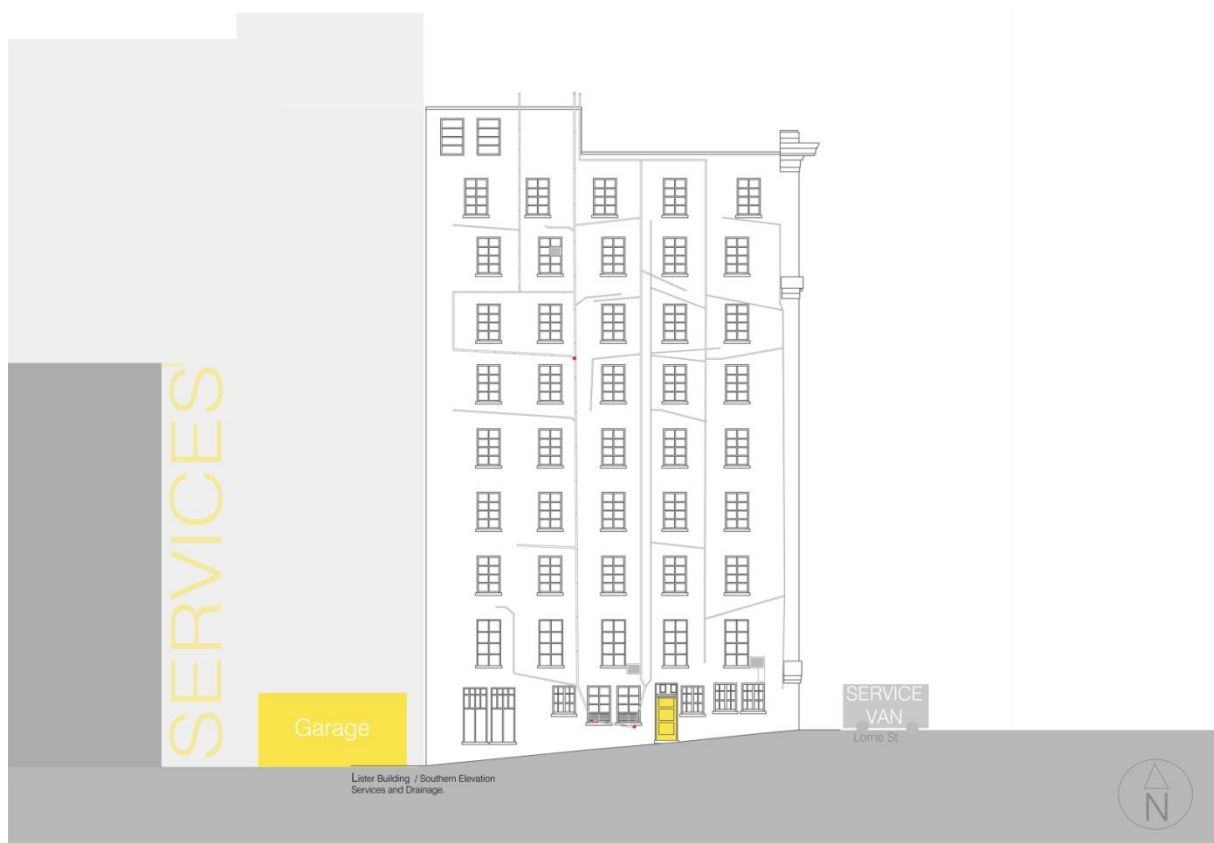 SERVICES
Garage
SERVICE
VAN
Lorne St
Lister Building / Southern Elevation
Services and Drainage.
N